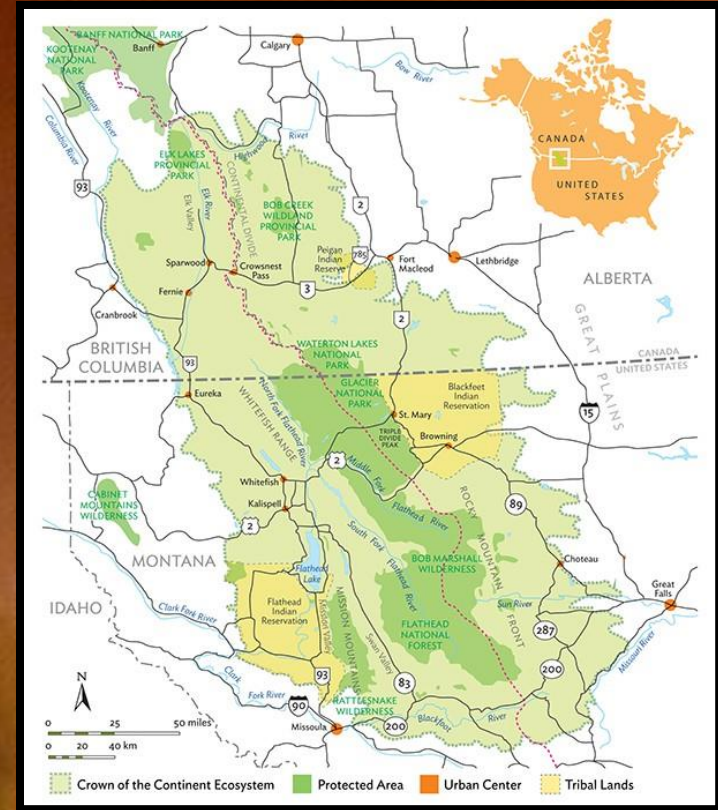 BANFF NATIONAL PARK
Banff
KOOTENAY
NATIONAL
PARK
Kootenay
River
Columbia River
Calgary
Bow River
Highwood
River
ELK LAKES
PROVINCIAL
PARK
CONTINENTAL DIVIDE
BOB CREEK
WILDLAND
PROVINCIAL
PARK
93
2
Elk River
Elk Valley
Peigan
Indian
Reserve
785
Fort
Macleod
Lethbridge
Sparwood
Crowsnest
Pass
3
Fernie
Cranbrook
2
ALBERTA
CANADA
UNITED
STATES
BRITISH
COLUMBIA
WATERTON LAKES
NATIONAL
PARK
GREAT PLAINS
CANADA
UNITED STATES
93
Eureka
GLACIER
NATIONAL
PARK
Blackfeet
Indian
Reservation
North Fork Flathead River
WHITEFISH RANGE
St. Mary
15
TRIPLE
DIVIDE
PEAK
Browning
2
Middle Fork
Flathead River
Whitefish
Kalispell
2
CABINET
MOUNTAINS
WILDERNESS
South Fork Flathead River
89
ROCKY MOUNTAIN FRONT
MONTANA
BOB MARSHALL
WILDERNESS
Choteau
Great
Falls
IDAHO
Flathead
Lake
Flathead
Indian
Reservation
Clark Fork River
MISSION MOUNTAINS
Swan Valley
Sun River
FLATHEAD
NATIONAL
FOREST
287
Missouri River
200
93
83
N
Clark
Fork River
90
RATTLESNAKE
WILDERNESS
Missoula
200
Blackfoot
River
0 25 50 miles
0 20 40 km
Crown of the Continent Ecosystem
Protected Area
Urban Center
Tribal Lands